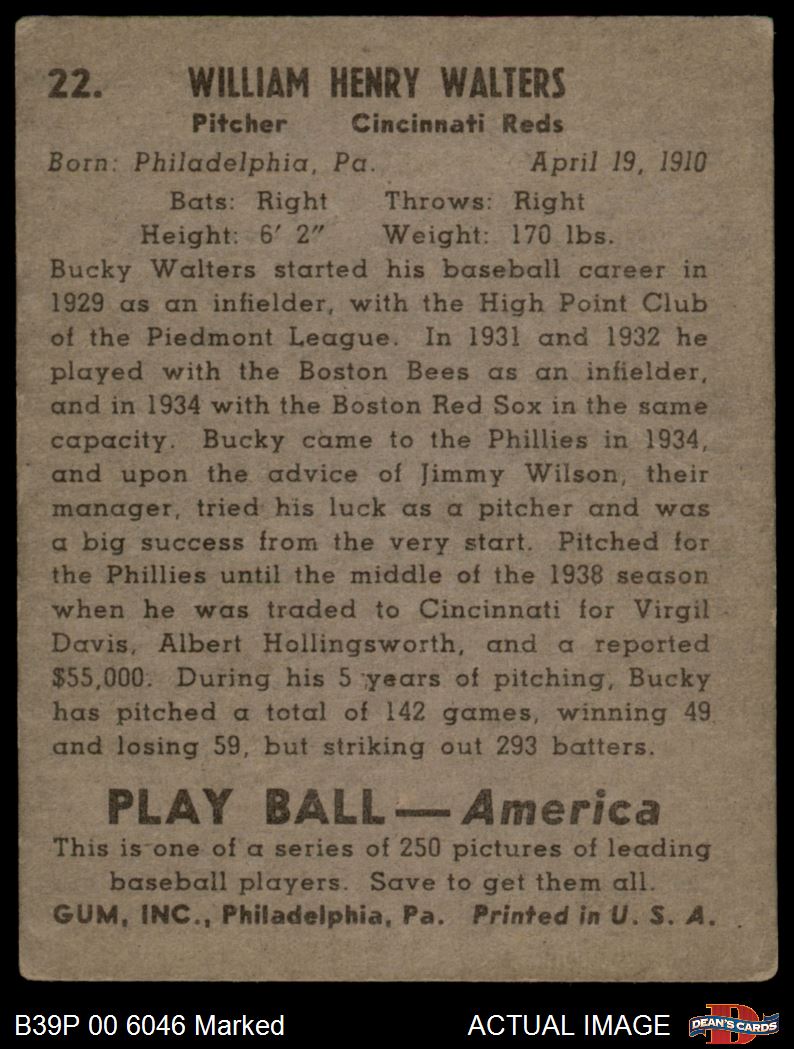 22. WILLIAM HENRY WALTERS
Pitcher Cincinnati Reds
Born: Philadelphia, Pa. April 19, 1910
Bats: Right Throws: Right
Height: 6' 2" Weight: 170 lbs.
Bucky Walters started his baseball career in
1929 as an infielder, with the High Point Club
of the Piedmont League. In 1931 and 1932 he
played with the Boston Bees as an infielder,
and in 1934 with the Boston Red Sox in the same
capacity. Bucky came to the Phillies in 1934,
and upon the advice of Jimmy Wilson, their
manager, tried his luck as a pitcher and was
a big success from the very start. Pitched for
the Phillies until the middle of the 1938 season
when he was traded to Cincinnati for Virgil
Davis, Albert Hollingsworth, and a reported
$55,000. During his 5 years of pitching, Bucky
has pitched a total of 142 games, winning 49
and losing 59, but striking out 293 batters.
PLAY BALL—America
This is one of a series of 250 pictures of leading
baseball players. Save to get them all.
GUM, INC., Philadelphia, Pa. Printed in U. S. A.
B39P 00 6046 Marked ACTUAL IMAGE D DEAN'S CARDS